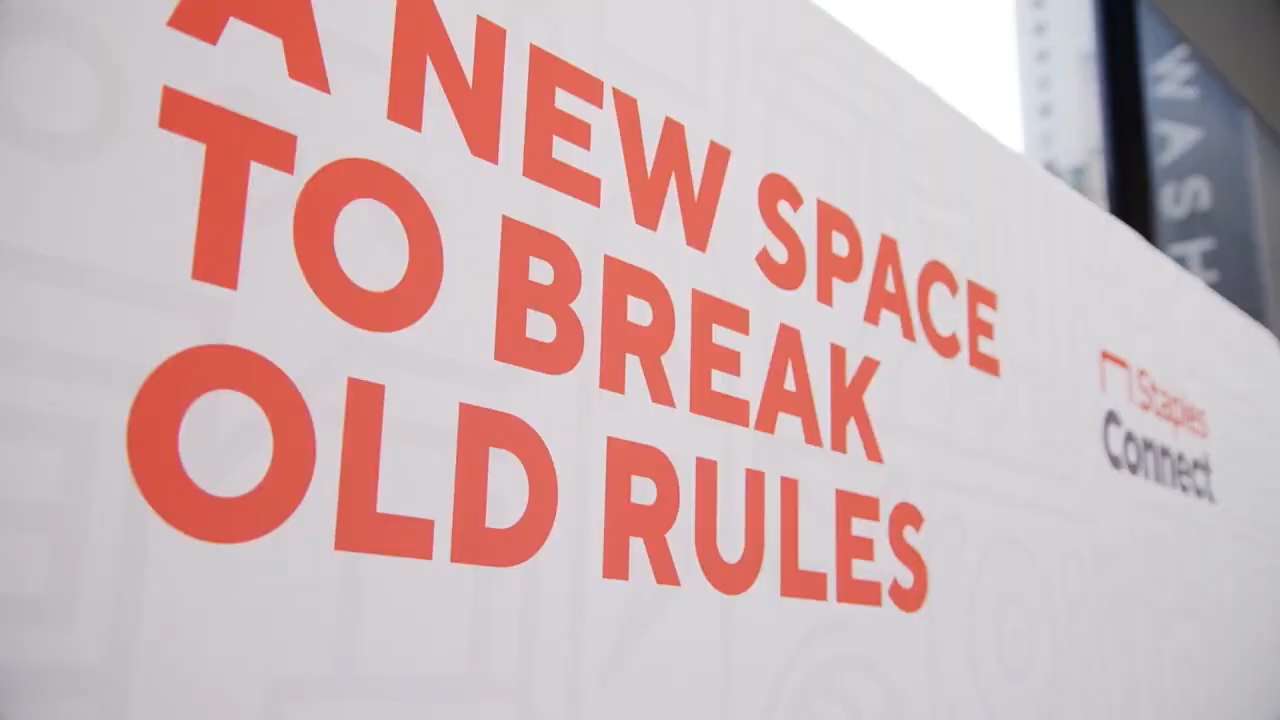 A NEW SPACE
TO BREAK
OLD RULES
Staples
Connect
WASH